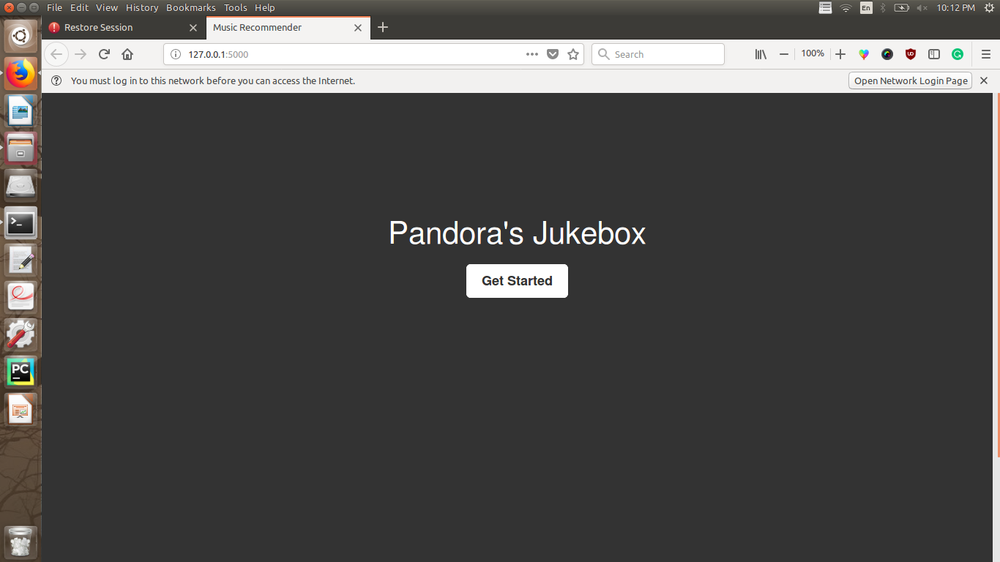 File Edit View History Bookmarks Tools Help
En
10:12 PM
Restore Session
Music Recommender
127.0.0.1:5000
Search
100%
You must log in to this network before you can access the Internet.
Open Network Login Page
Pandora's Jukebox
Get Started
PC